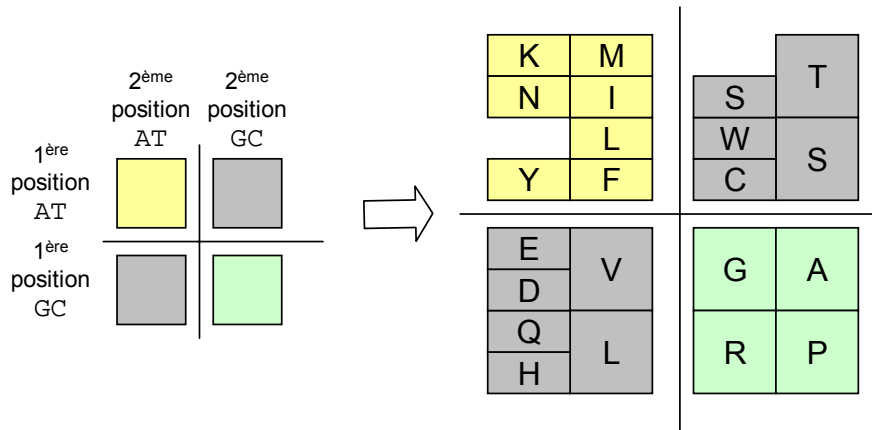 2ème
position
AT
2ème
position
GC
1ère
position
AT
1ère
position
GC
K M
N I
L
Y F
T
S
W
S
C
E
V
D
Q
L
H
G A
R P